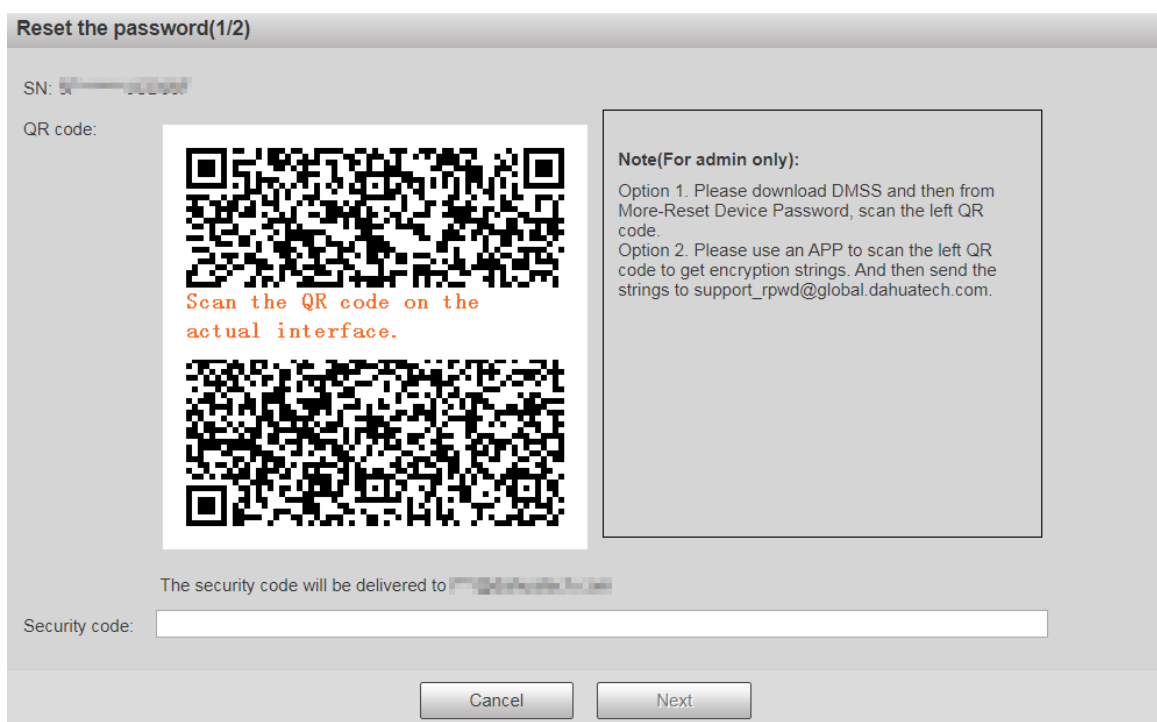 Reset the password(1/2)
SN:
QR code:
Scan the QR code on the
actual interface.
Note(For admin only):
Option 1. Please download DMSS and then from
More-Reset Device Password, scan the left QR
code.
Option 2. Please use an APP to scan the left QR
code to get encryption strings. And then send the
strings to support_rpwd@global.dahuatech.com.
The security code will be delivered to
Security code:
Cancel
Next